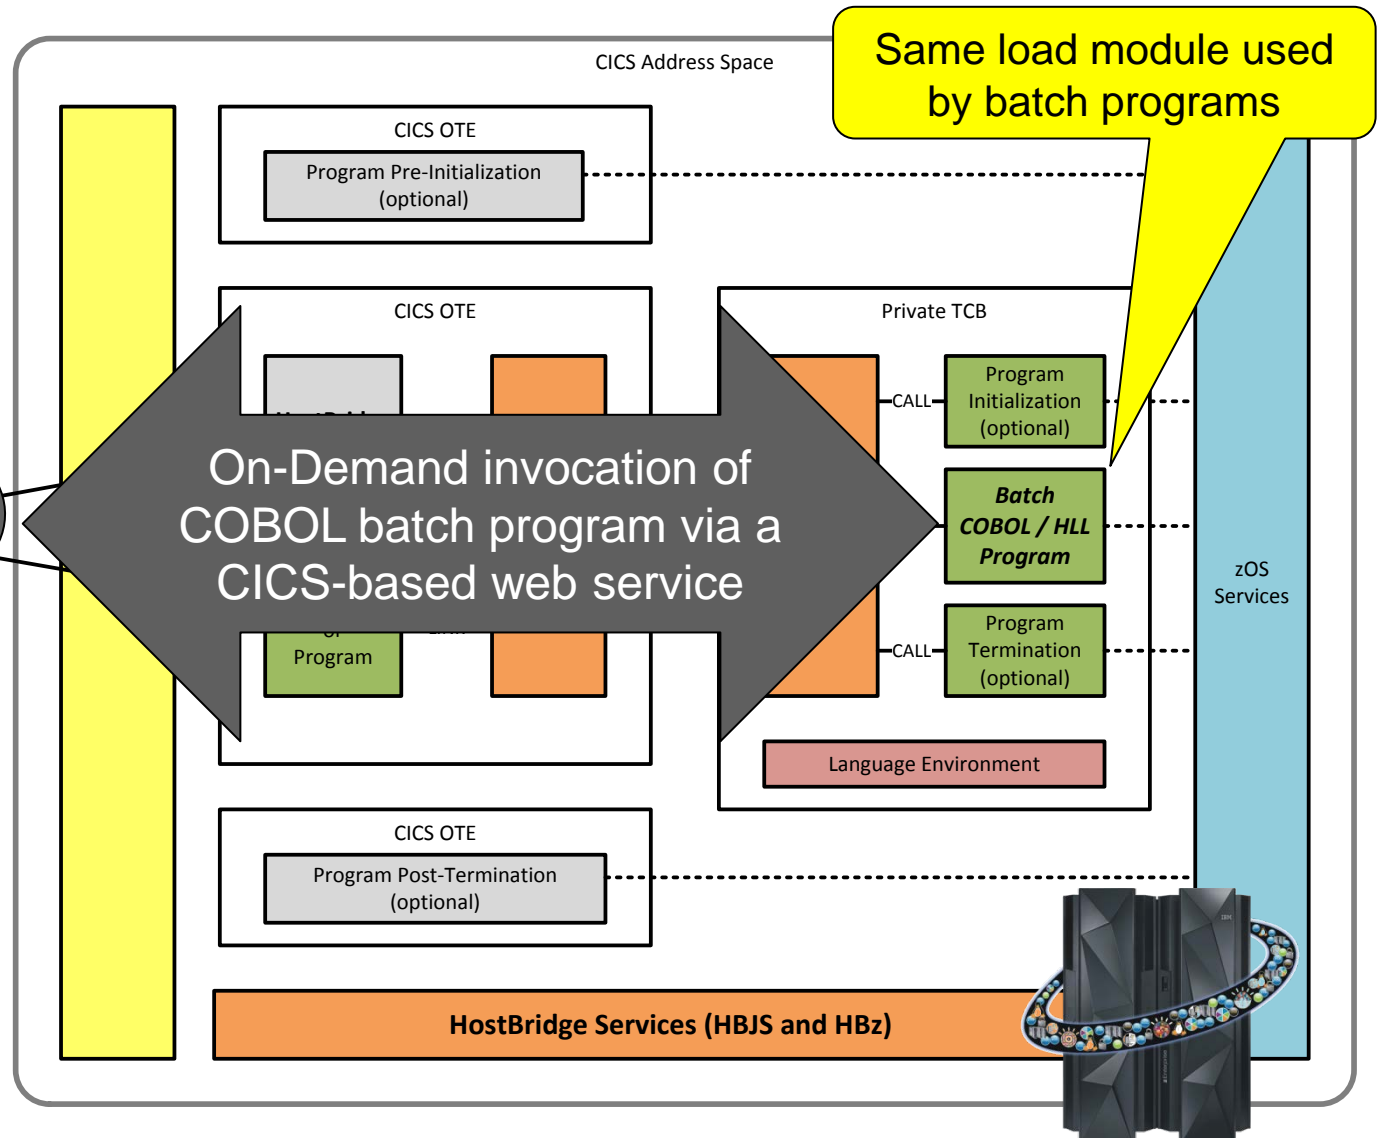 CICS Address Space
Same load module used
by batch programs
CICS OTE
Program Pre-Initialization
(optional)
CICS OTE
Private TCB
Program
Initialization
(optional)
CALL
On-Demand invocation of
COBOL batch program via a
CICS-based web service
Batch
COBOL / HLL
Program
zOS
Services
Program
Program
Termination
(optional)
CALL
Language Environment
CICS OTE
Program Post-Termination
(optional)
IBM
HostBridge Services (HBJS and HBz)